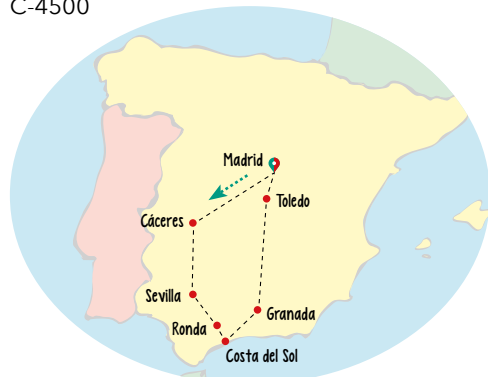 C-4500
Madrid
Toledo
Cáceres
Sevilla
Granada
Ronda
Costa del Sol